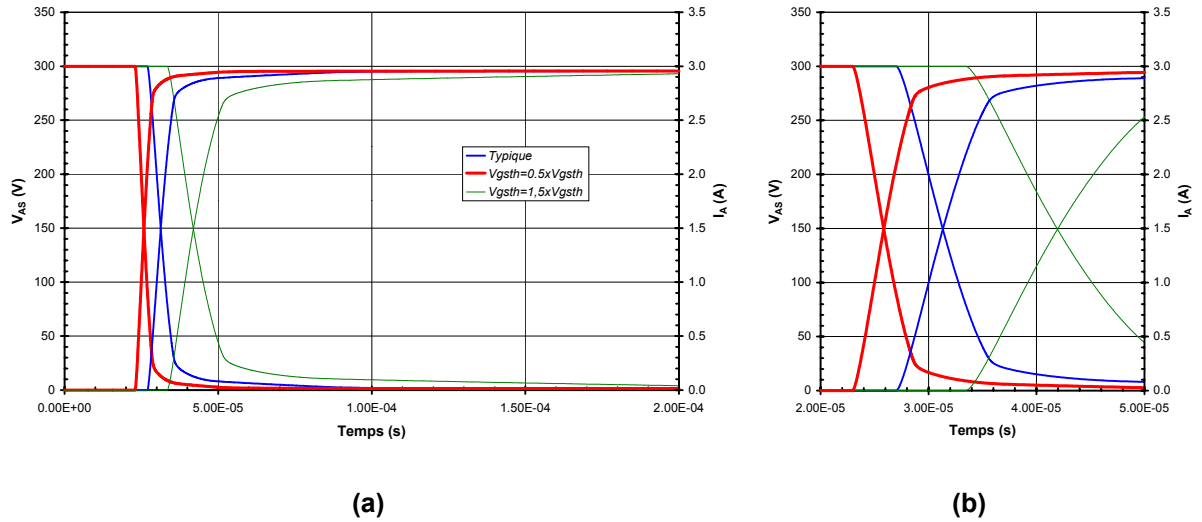 350
300
250
200
150
100
50
0
V_AS (V)
3.5
3.0
2.5
2.0
1.5
1.0
0.5
0.0
I_A (A)
Typique
Vgsth=0.5xVgsth
Vgsth=1,5xVgsth
0.00E+00 5.00E-05 1.00E-04 1.50E-04 2.00E-04
Temps (s)
(a)
350
300
250
200
150
100
50
0
V_AS (V)
3.5
3.0
2.5
2.0
1.5
1.0
0.5
0.0
I_A (A)
2.00E-05 3.00E-05 4.00E-05 5.00E-05
Temps (s)
(b)